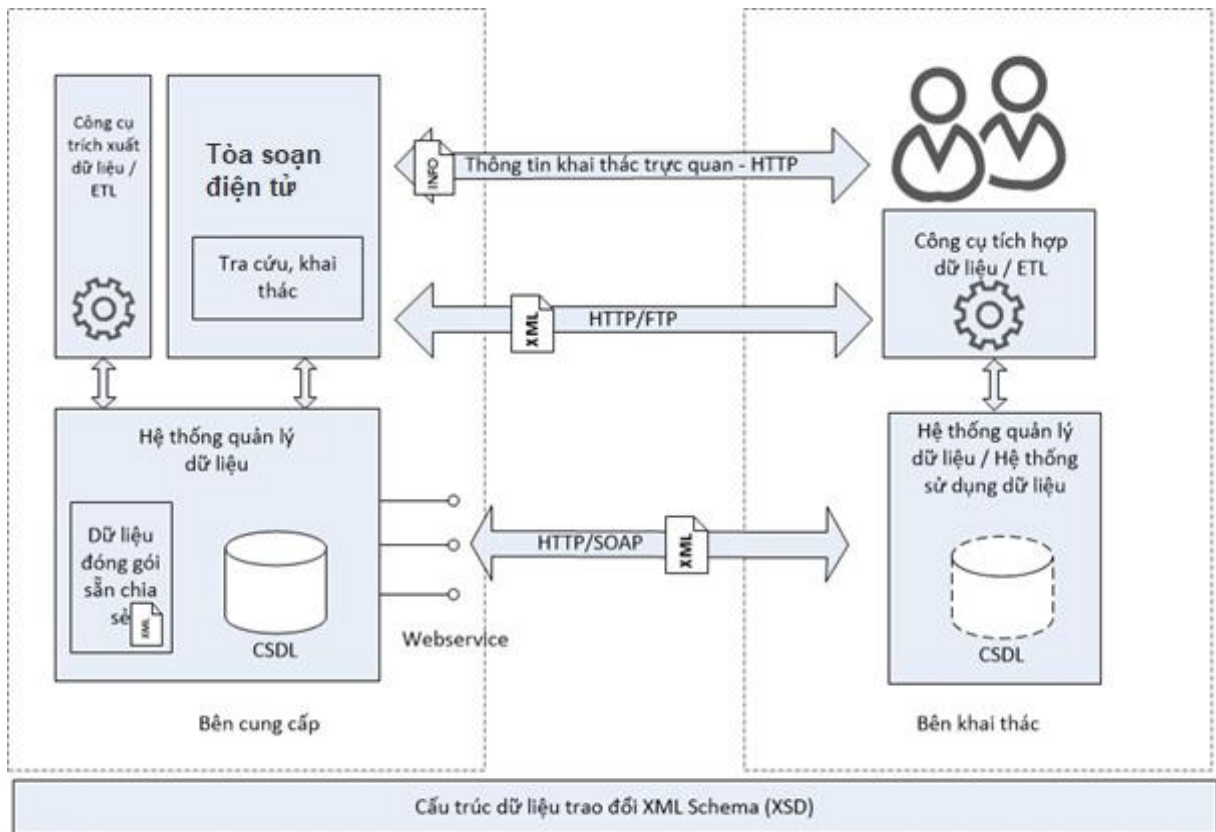 Công cụ
trích xuất
dữ liệu /
ETL
Tòa soạn
điện tử
Tra cứu, khai
thác
INFO
Thông tin khai thác trực quan - HTTP
Công cụ tích hợp
dữ liệu / ETL
XML
HTTP/FTP
Hệ thống quản lý
dữ liệu
Dữ liệu
đóng gói
sẵn chia
sẻ
XML
CSDL
Webservice
HTTP/SOAP
XML
Hệ thống quản lý
dữ liệu / Hệ thống
sử dụng dữ liệu
CSDL
Bên cung cấp
Bên khai thác
Cấu trúc dữ liệu trao đổi XML Schema (XSD)